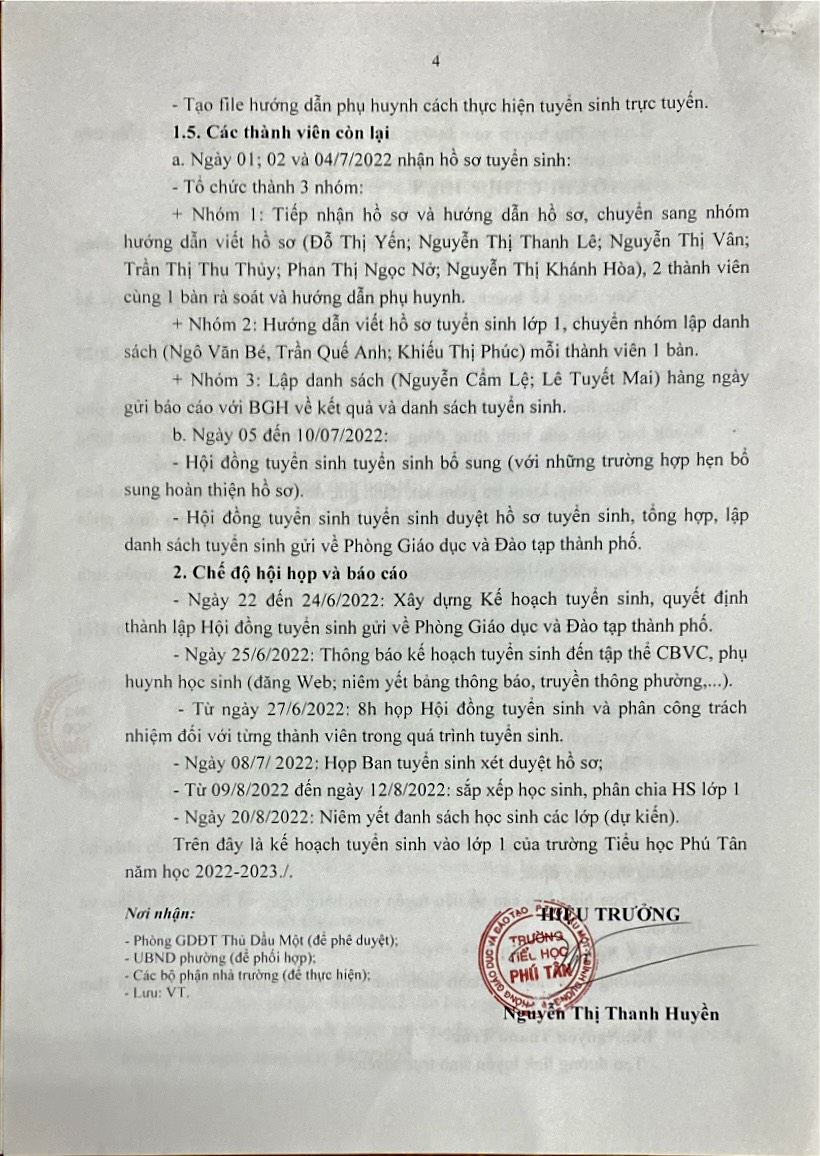 4
- Tạo file hướng dẫn phụ huynh cách thực hiện tuyển sinh trực tuyến.
1.5. Các thành viên còn lại
a. Ngày 01; 02 và 04/7/2022 nhận hồ sơ tuyển sinh:
- Tổ chức thành 3 nhóm:
+ Nhóm 1: Tiếp nhận hồ sơ và hướng dẫn hồ sơ, chuyển sang nhóm
hướng dẫn viết hồ sơ (Đỗ Thị Yến; Nguyễn Thị Thanh Lê; Nguyễn Thị Vân;
Trần Thị Thu Thủy; Phan Thị Ngọc Nở; Nguyễn Thị Khánh Hòa), 2 thành viên
cùng 1 bàn rà soát và hướng dẫn phụ huynh.
+ Nhóm 2: Hướng dẫn viết hồ sơ tuyển sinh lớp 1, chuyển nhóm lập danh
sách (Ngô Văn Bé, Trần Quế Anh; Khiếu Thị Phúc) mỗi thành viên 1 bàn.
+ Nhóm 3: Lập danh sách (Nguyễn Cẩm Lệ; Lê Tuyết Mai) hàng ngày
gửi báo cáo với BGH về kết quả và danh sách tuyển sinh.
b. Ngày 05 đến 10/07/2022:
- Hội đồng tuyển sinh tuyển sinh bổ sung (với những trường hợp hẹn bổ
sung hoàn thiện hồ sơ).
- Hội đồng tuyển sinh tuyển sinh duyệt hồ sơ tuyển sinh, tổng hợp, lập
danh sách tuyển sinh gửi về Phòng Giáo dục và Đào tạp thành phố.
2. Chế độ hội họp và báo cáo
- Ngày 22 đến 24/6/2022: Xây dựng Kế hoạch tuyển sinh, quyết định
thành lập Hội đồng tuyển sinh gửi về Phòng Giáo dục và Đào tạp thành phố.
- Ngày 25/6/2022: Thông báo kế hoạch tuyển sinh đến tập thể CBVC, phụ
huynh học sinh (đăng Web; niêm yết bảng thông báo, truyền thông phường,...).
- Từ ngày 27/6/2022: 8h họp Hội đồng tuyển sinh và phân công trách
nhiệm đối với từng thành viên trong quá trình tuyển sinh.
- Ngày 08/7/ 2022: Họp Ban tuyển sinh xét duyệt hồ sơ;
- Từ 09/8/2022 đến ngày 12/8/2022: sắp xếp học sinh, phân chia HS lớp 1
- Ngày 20/8/2022: Niêm yết đanh sách học sinh các lớp (dự kiến).
Trên đây là kế hoạch tuyển sinh vào lớp 1 của trường Tiểu học Phú Tân
năm học 2022-2023./.
Nơi nhận:
- Phòng GDĐT Thủ Dầu Một (để phê duyệt);
- UBND phường (để phối hợp);
- Các bộ phận nhà trường (để thực hiện);
- Lưu: VT.
HIỆU TRƯỞNG
TRƯỜNG
TIỂU HỌC
PHÚ TÂN
Nguyễn Thị Thanh Huyền